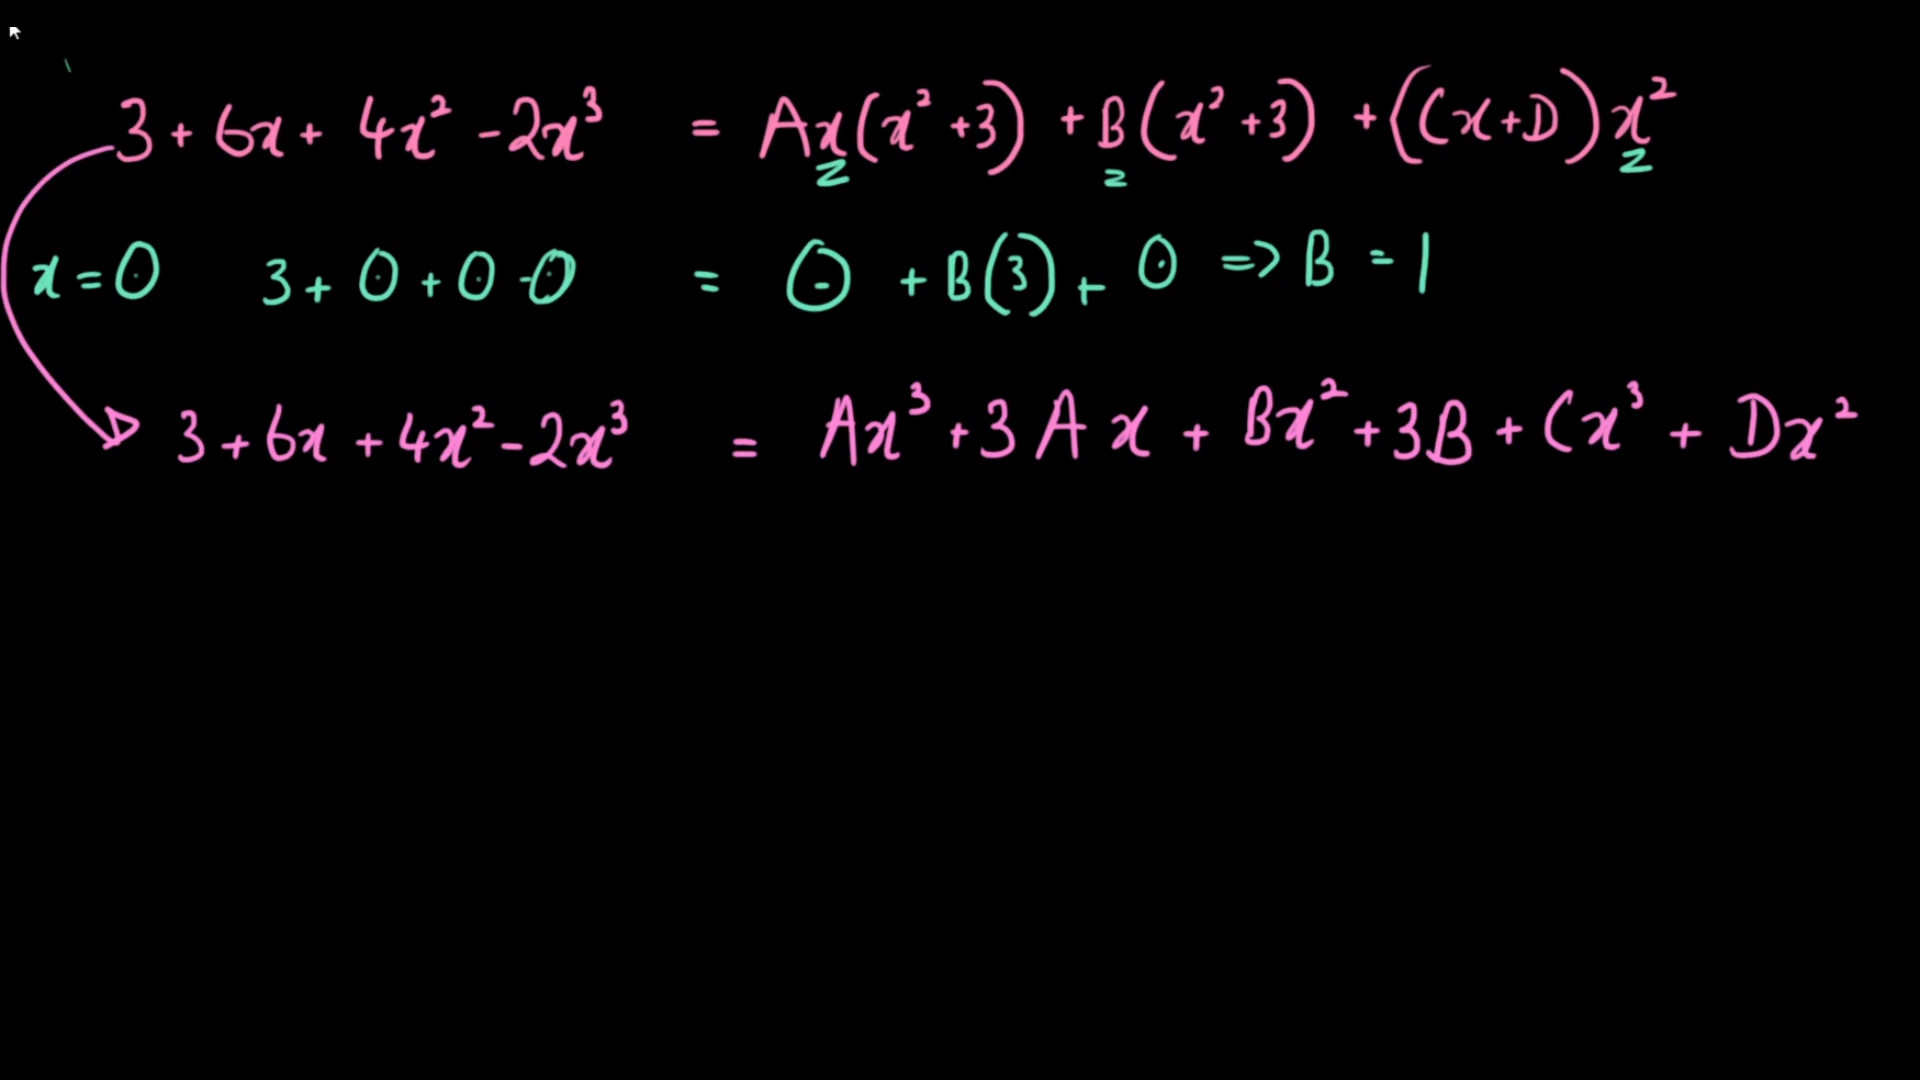 3 + 6x + 4x² - 2x³ = Ax(x² + 3) + B(x² + 3) + (Cx + D)x²
x = 0 3 + 0 + 0 - 0 = 0 + B(3) + 0 => B = 1
3 + 6x + 4x² - 2x³ = Ax³ + 3Ax + Bx² + 3B + Cx³ + Dx²